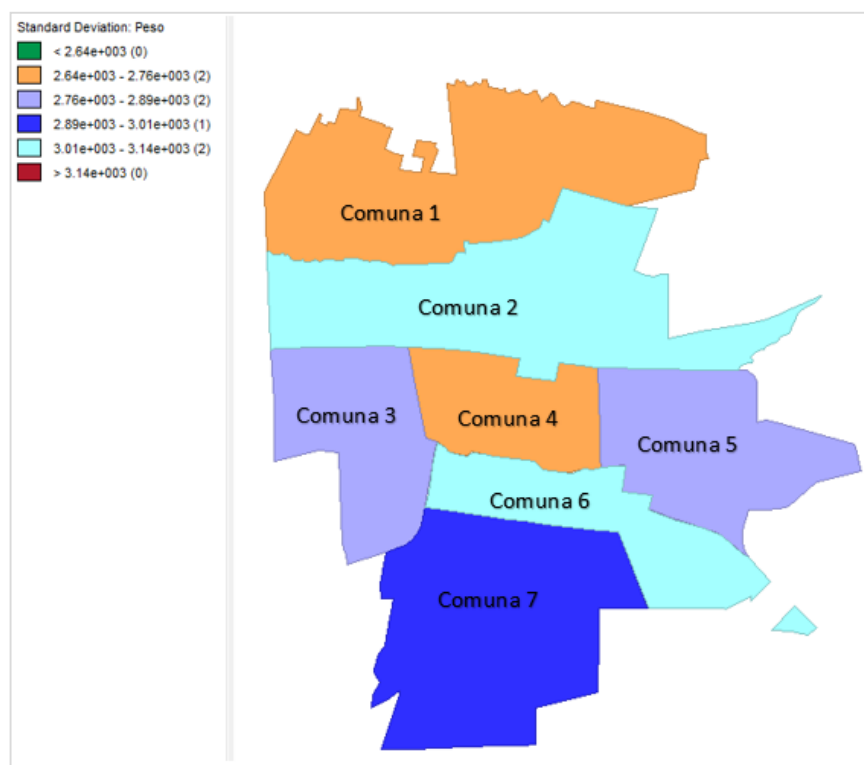 Standard Deviation: Peso
< 2.64e+003 (0)
2.64e+003 - 2.76e+003 (2)
2.76e+003 - 2.89e+003 (2)
2.89e+003 - 3.01e+003 (1)
3.01e+003 - 3.14e+003 (2)
> 3.14e+003 (0)
Comuna 1
Comuna 2
Comuna 3
Comuna 4
Comuna 5
Comuna 6
Comuna 7